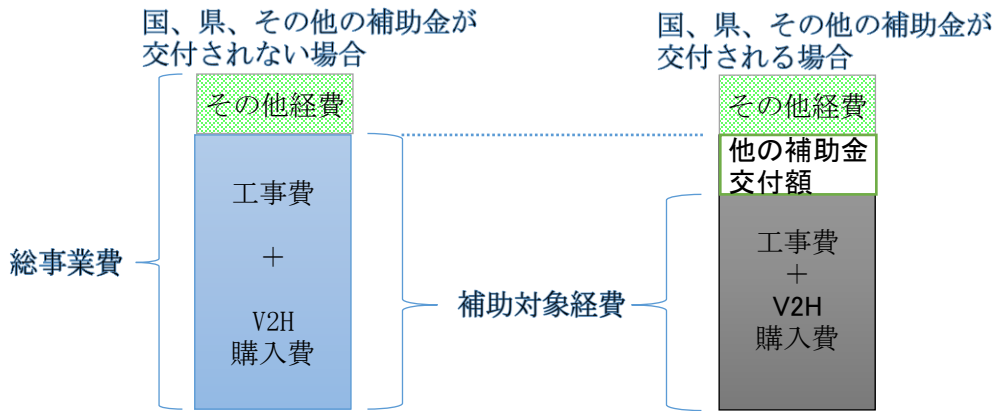 国、県、その他の補助金が
交付されない場合
その他経費
工事費
＋
V2H
購入費
総事業費
補助対象経費
国、県、その他の補助金が
交付される場合
その他経費
他の補助金
交付額
工事費
＋
V2H
購入費